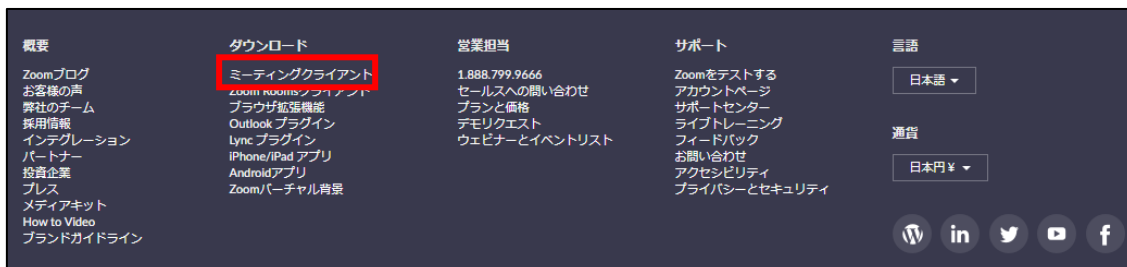 概要
Zoomブログ
お客様の声
弊社のチーム
採用情報
インテグレーション
パートナー
投資企業
プレス
メディアキット
How to Video
ブランドガイドライン
ダウンロード
ミーティングクライアント
Zoom Roomsクライアント
ブラウザ拡張機能
Outlook プラグイン
Lync プラグイン
iPhone/iPad アプリ
Androidアプリ
Zoomバーチャル背景
営業担当
1.888.799.9666
セールスへの問い合わせ
プランと価格
デモリクエスト
ウェビナーとイベントリスト
サポート
Zoomをテストする
アカウントページ
サポートセンター
ライブトレーニング
フィードバック
お問い合わせ
アクセシビリティ
プライバシーとセキュリティ
言語
日本語
通貨
日本円 ¥